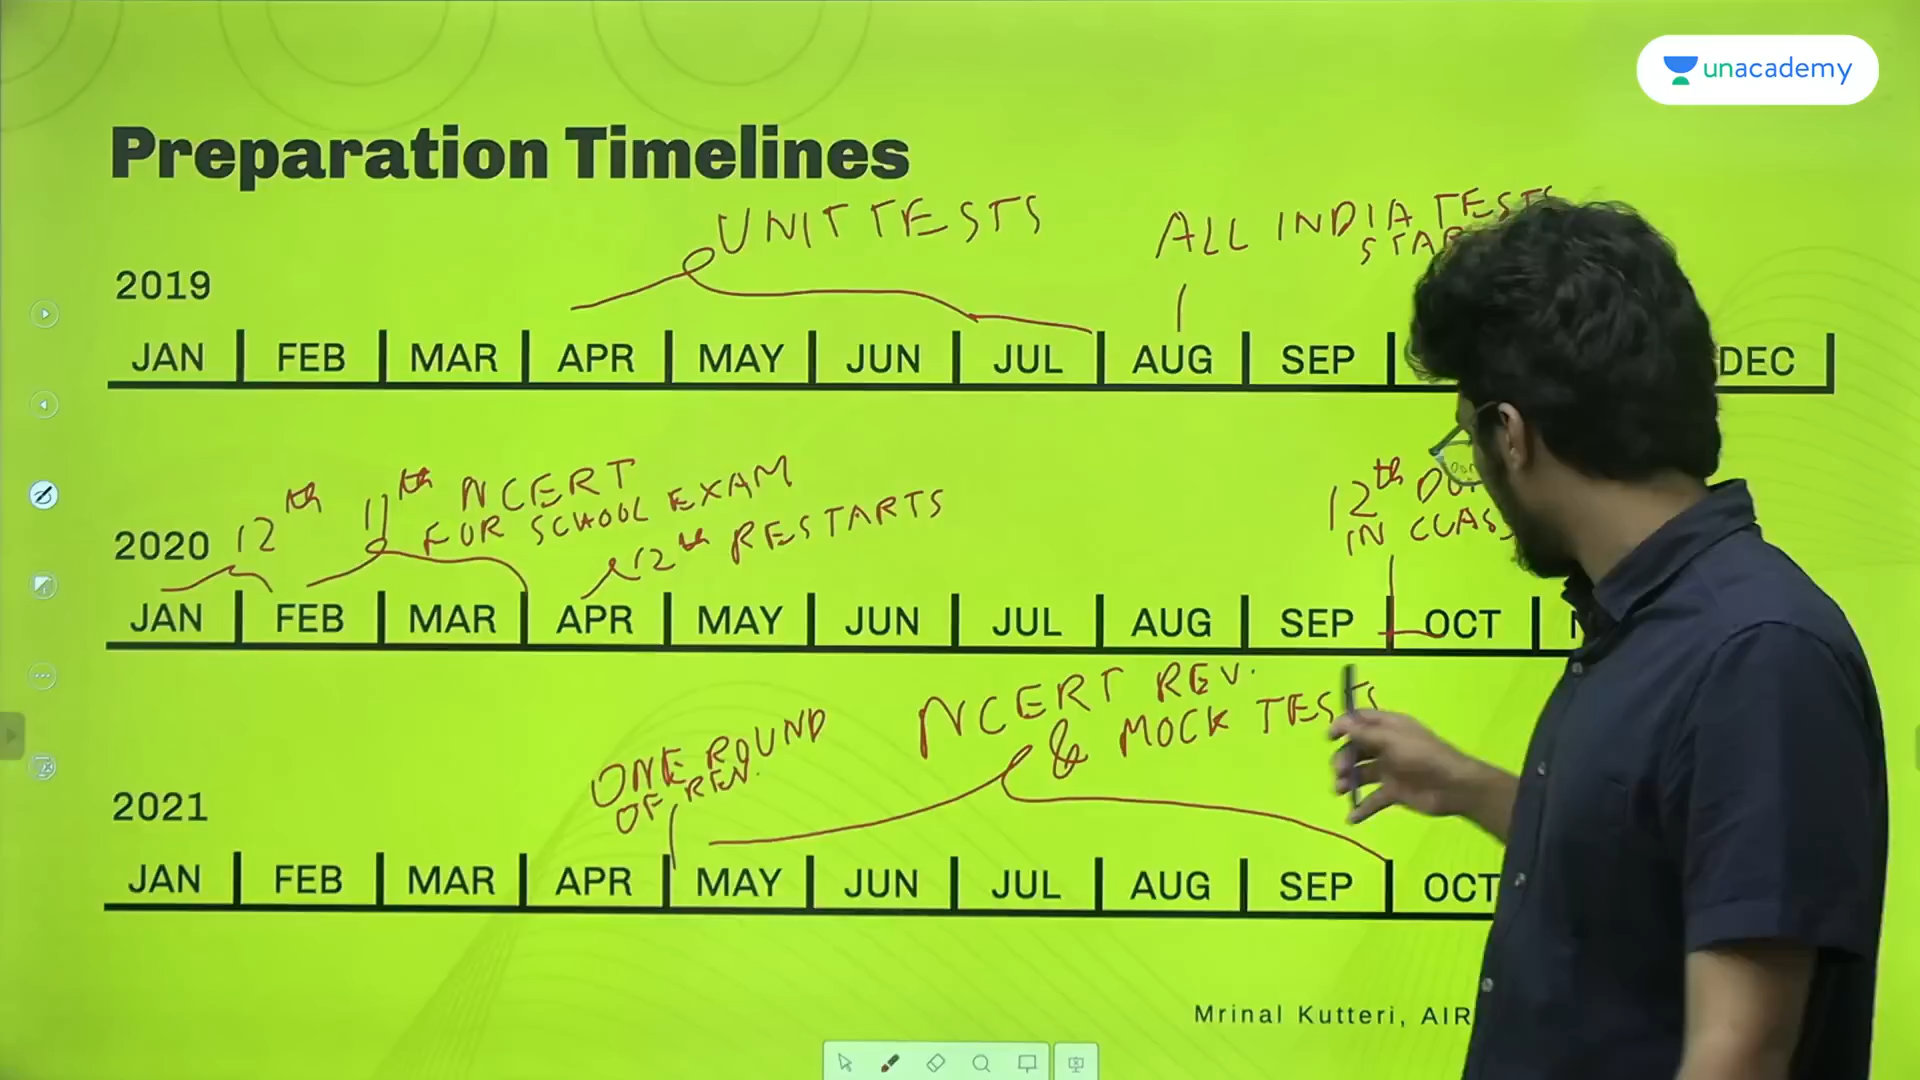 unacademy
Preparation Timelines
UNIT TESTS
ALL INDIA TESTS
2019
JAN FEB MAR APR MAY JUN JUL AUG SEP DEC
12th
11th NCERT
FOR SCHOOL EXAM
12th RESTARTS
12th
IN CLASS
2020
JAN FEB MAR APR MAY JUN JUL AUG SEP OCT
ONE ROUND
OF REV.
NCERT REV.
& MOCK TESTS
2021
JAN FEB MAR APR MAY JUN JUL AUG SEP OCT
Mrinal Kutteri, AIR